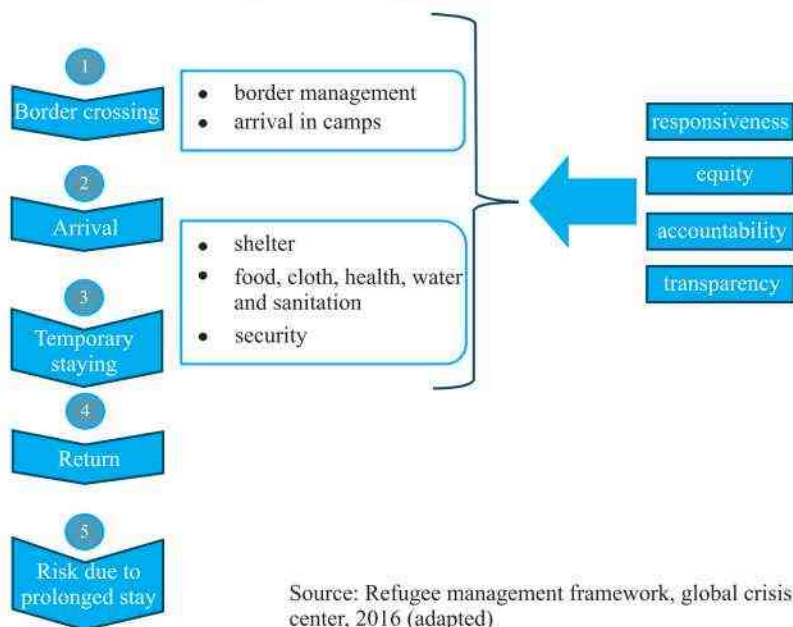 1
Border crossing
• border management
• arrival in camps
2
Arrival
3
Temporary
staying
• shelter
• food, cloth, health, water
and sanitation
• security
4
Return
5
Risk due to
prolonged stay
responsiveness
equity
accountability
transparency
Source: Refugee management framework, global crisis
center, 2016 (adapted)